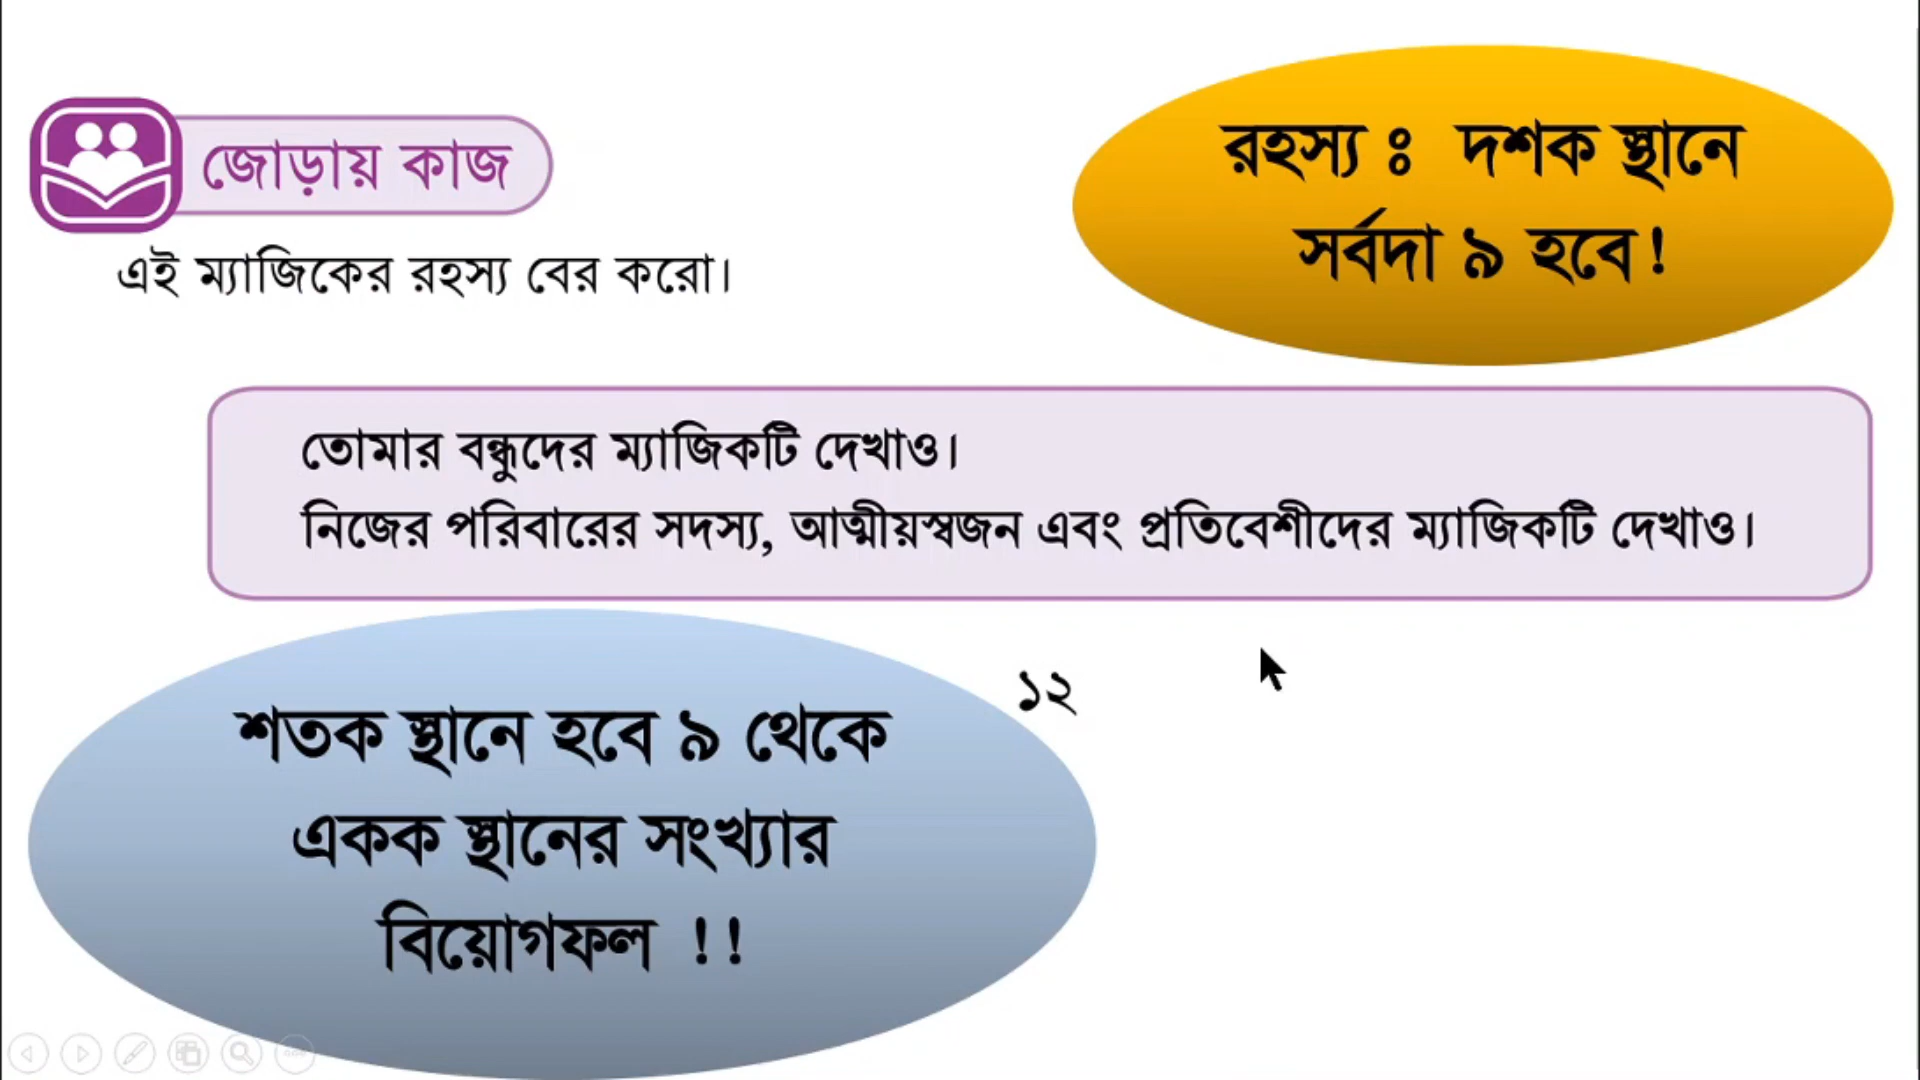 জোড়ায় কাজ
এই ম্যাজিকের রহস্য বের করো।
রহস্য ঃ দশক স্থানে
সর্বদা ৯ হবে!
তোমার বন্ধুদের ম্যাজিকটি দেখাও।
নিজের পরিবারের সদস্য, আত্মীয়স্বজন এবং প্রতিবেশীদের ম্যাজিকটি দেখাও।
১২
শতক স্থানে হবে ৯ থেকে
একক স্থানের সংখ্যার
বিয়োগফল !!